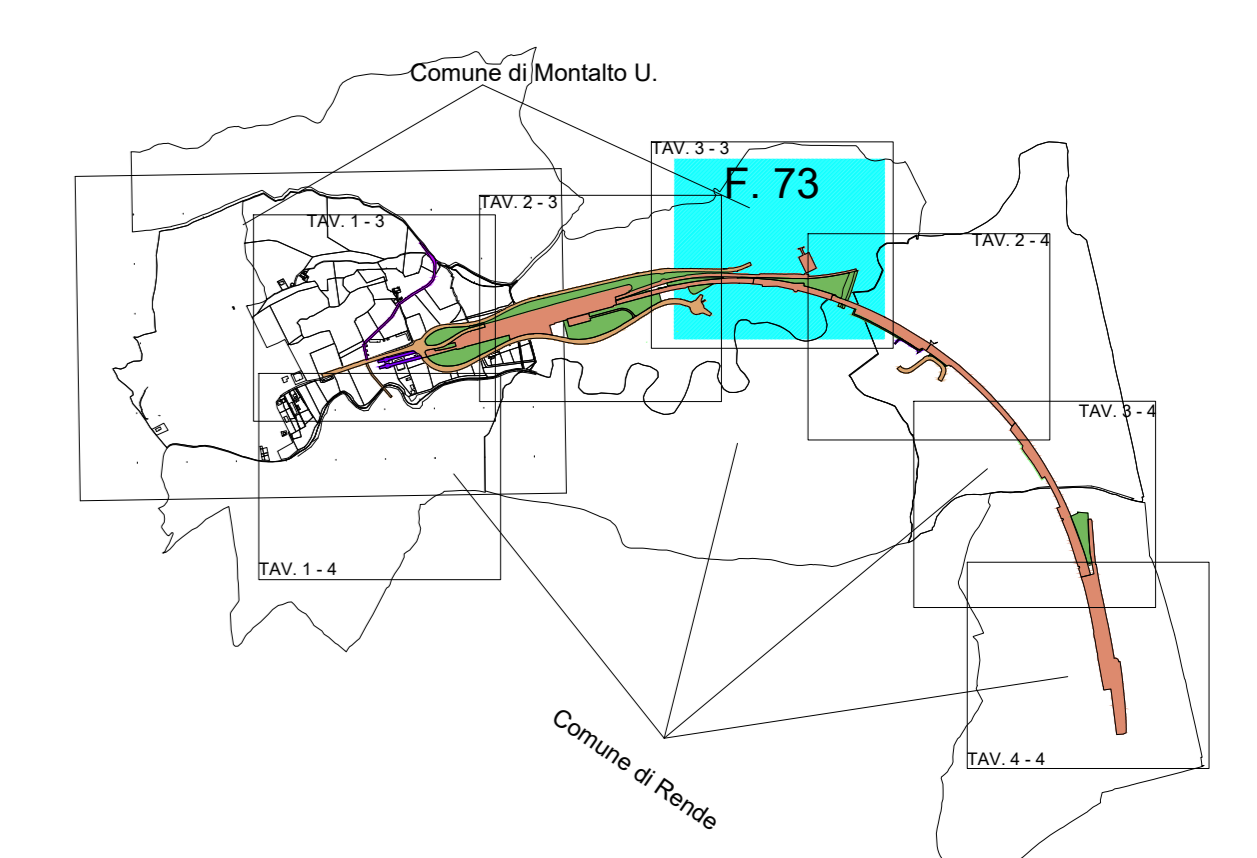 Comune di Montalto U.
TAV. 3 - 3
F. 73
TAV. 2 - 3
TAV. 1 - 3
TAV. 2 - 4
TAV. 3 - 4
TAV. 1 - 4
Comune di Rende
TAV. 4 - 4